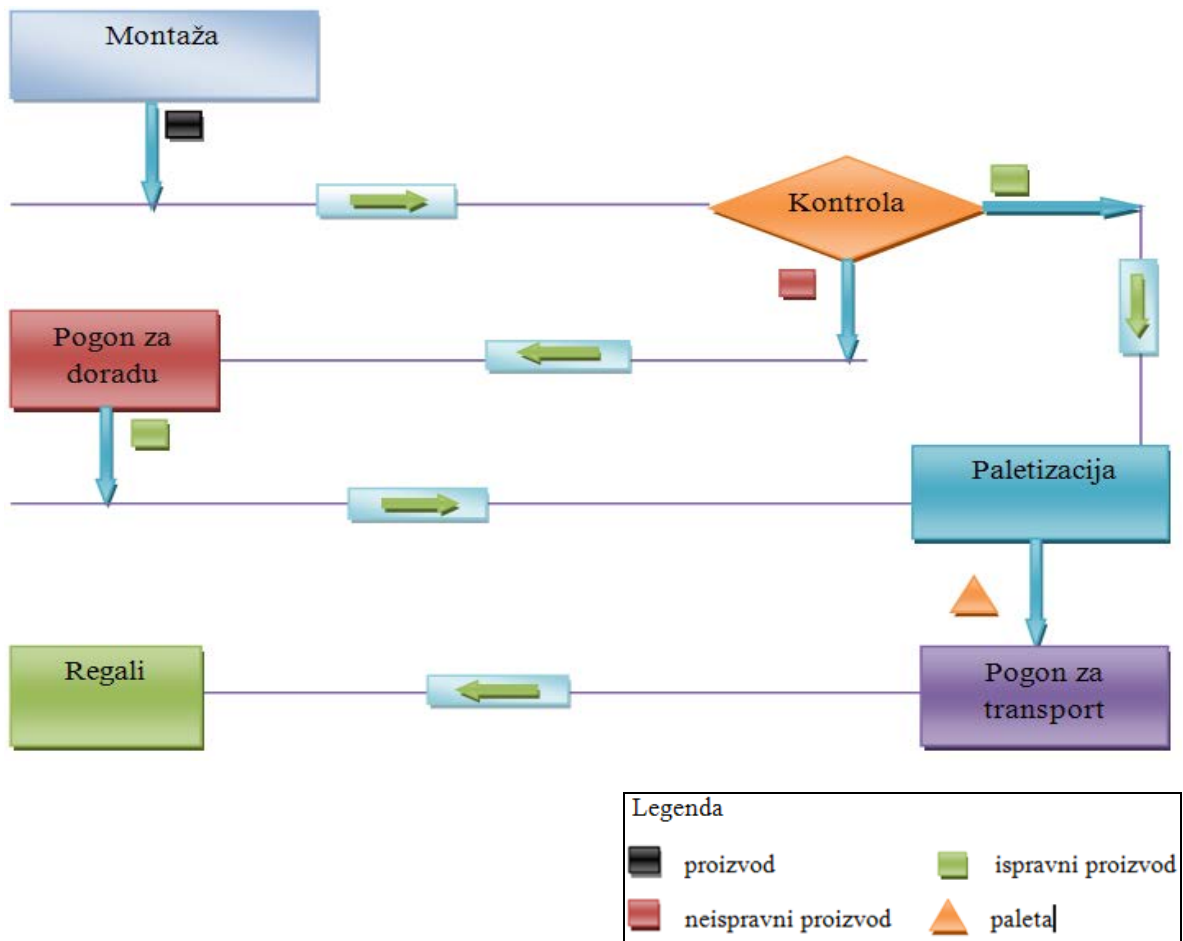 Montaža
Kontrola
Pogon za
doradu
Paletizacija
Regali
Pogon za
transport
Legenda
proizvod
ispravni proizvod
neispravni proizvod
paleta